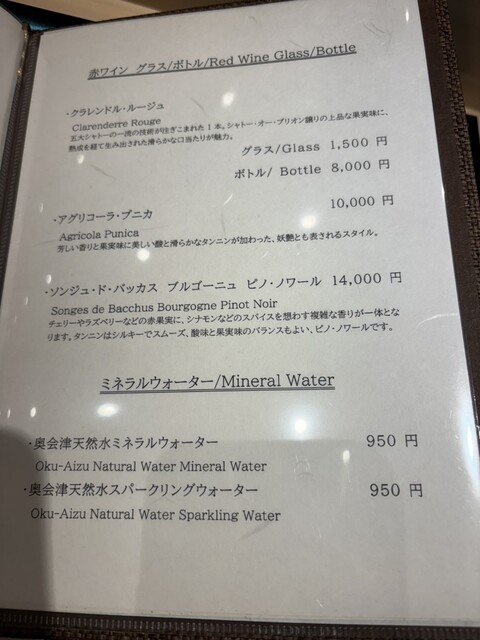 赤ワイン グラス/ボトル/Red Wine Glass/Bottle
・クラレンドル・ルージュ
Clarenderre Rouge
五大シャトーの一流の技術が注ぎこまれた1本。シャトー・オー・ブリオン譲りの上品な果実味に、
熟成を経て生み出された滑らかな口当たりが魅力。
グラス/Glass 1,500 円
ボトル/ Bottle 8,000 円
・アグリコーラ・プニカ 10,000 円
Agricola Punica
芳しい香りと果実味に美しい酸と滑らかなタンニンが加わった、妖艶とも表されるスタイル。
・ソンジュ・ド・バッカス ブルゴーニュ ピノ・ノワール 14,000 円
Songes de Bacchus Bourgogne Pinot Noir
チェリーやラズベリーなどの赤果実に、シナモンなどのスパイスを想わす複雑な香りが一体とな
ります。タンニンはシルキーでスムーズ、酸味と果実味のバランスもよい、ピノ・ノワールです。
ミネラルウォーター/Mineral Water
・奥会津天然水ミネラルウォーター 950 円
Oku-Aizu Natural Water Mineral Water
・奥会津天然水スパークリングウォーター 950 円
Oku-Aizu Natural Water Sparkling Water